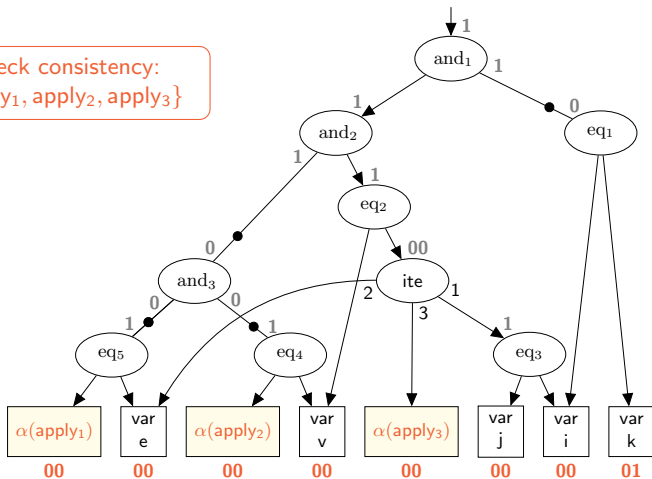 eck consistency:
y₁, apply₂, apply₃}
1
and₁
1
1
0
and₂
eq₁
1
1
eq₂
0
00
and₃
ite
2
1
3
0
0
1
1
1
eq₅
eq₄
eq₃
α(apply₁)
var
e
α(apply₂)
var
v
α(apply₃)
var
j
var
i
var
k
00
00
00
00
00
00
00
01